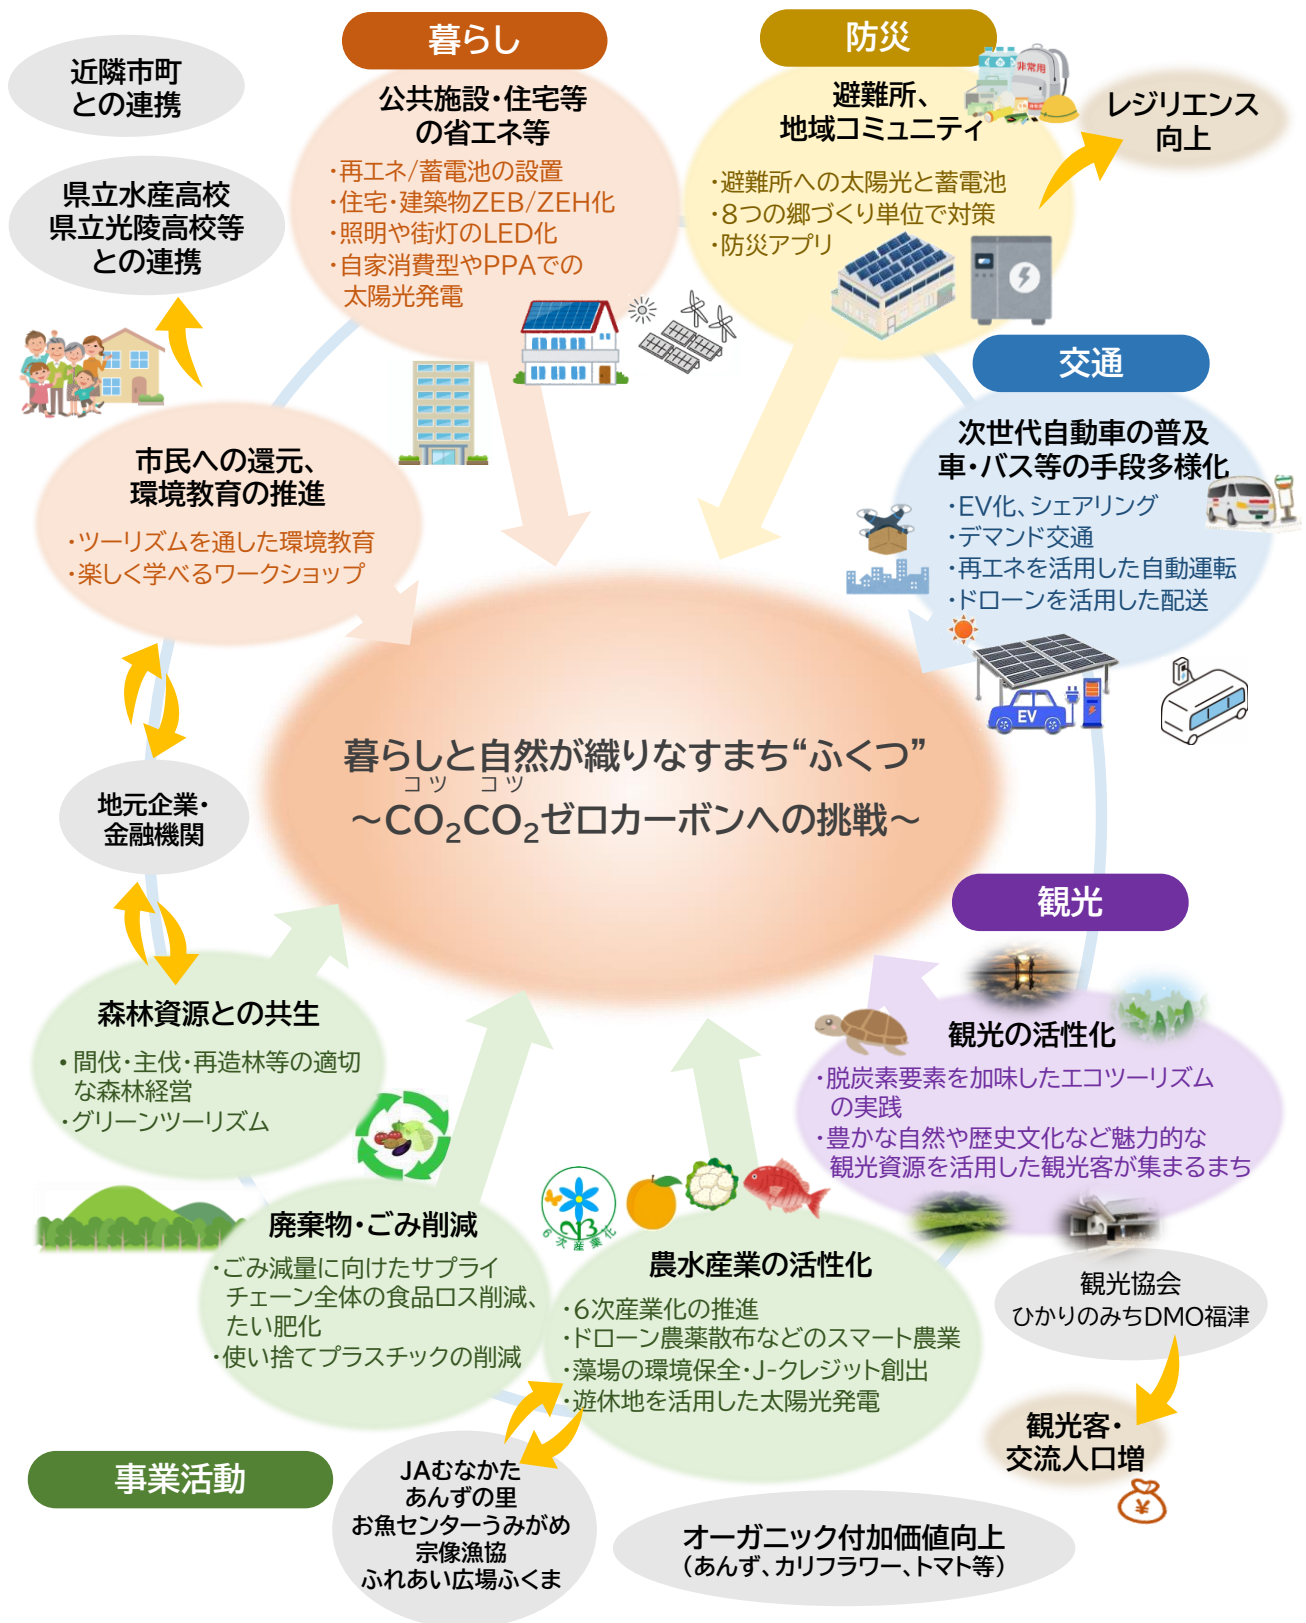 暮らし
防災
近隣市町
との連携
公共施設・住宅等
の省エネ等
・再エネ/蓄電池の設置
・住宅・建築物ZEB/ZEH化
・照明や街灯のLED化
・自家消費型やPPAでの
太陽光発電
避難所、
地域コミュニティ
・避難所への太陽光と蓄電池
・8つの郷づくり単位で対策
・防災アプリ
非常用
レジリエンス
向上
県立水産高校
県立光陵高校等
との連携
交通
次世代自動車の普及
車・バス等の手段多様化
・EV化、シェアリング
・デマンド交通
・再エネを活用した自動運転
・ドローンを活用した配送
EV
市民への還元、
環境教育の推進
・ツーリズムを通した環境教育
・楽しく学べるワークショップ
暮らしと自然が織りなすまち“ふくつ”
コツ コツ
～CO₂CO₂ゼロカーボンへの挑戦～
地元企業・
金融機関
観光
観光の活性化
・脱炭素要素を加味したエコツーリズム
の実践
・豊かな自然や歴史文化など魅力的な
観光資源を活用した観光客が集まるまち
森林資源との共生
・間伐・主伐・再造林等の適切
な森林経営
・グリーンツーリズム
廃棄物・ごみ削減
・ごみ減量に向けたサプライ
チェーン全体の食品ロス削減、
たい肥化
・使い捨てプラスチックの削減
6次産業化
農水産業の活性化
・6次産業化の推進
・ドローン農薬散布などのスマート農業
・藻場の環境保全・J-クレジット創出
・遊休地を活用した太陽光発電
観光協会
ひかりのみちDMO福津
観光客・
交流人口増
¥
事業活動
JAむなかた
あんずの里
お魚センターうみがめ
宗像漁協
ふれあい広場ふくま
オーガニック付加価値向上
（あんず、カリフラワー、トマト等）